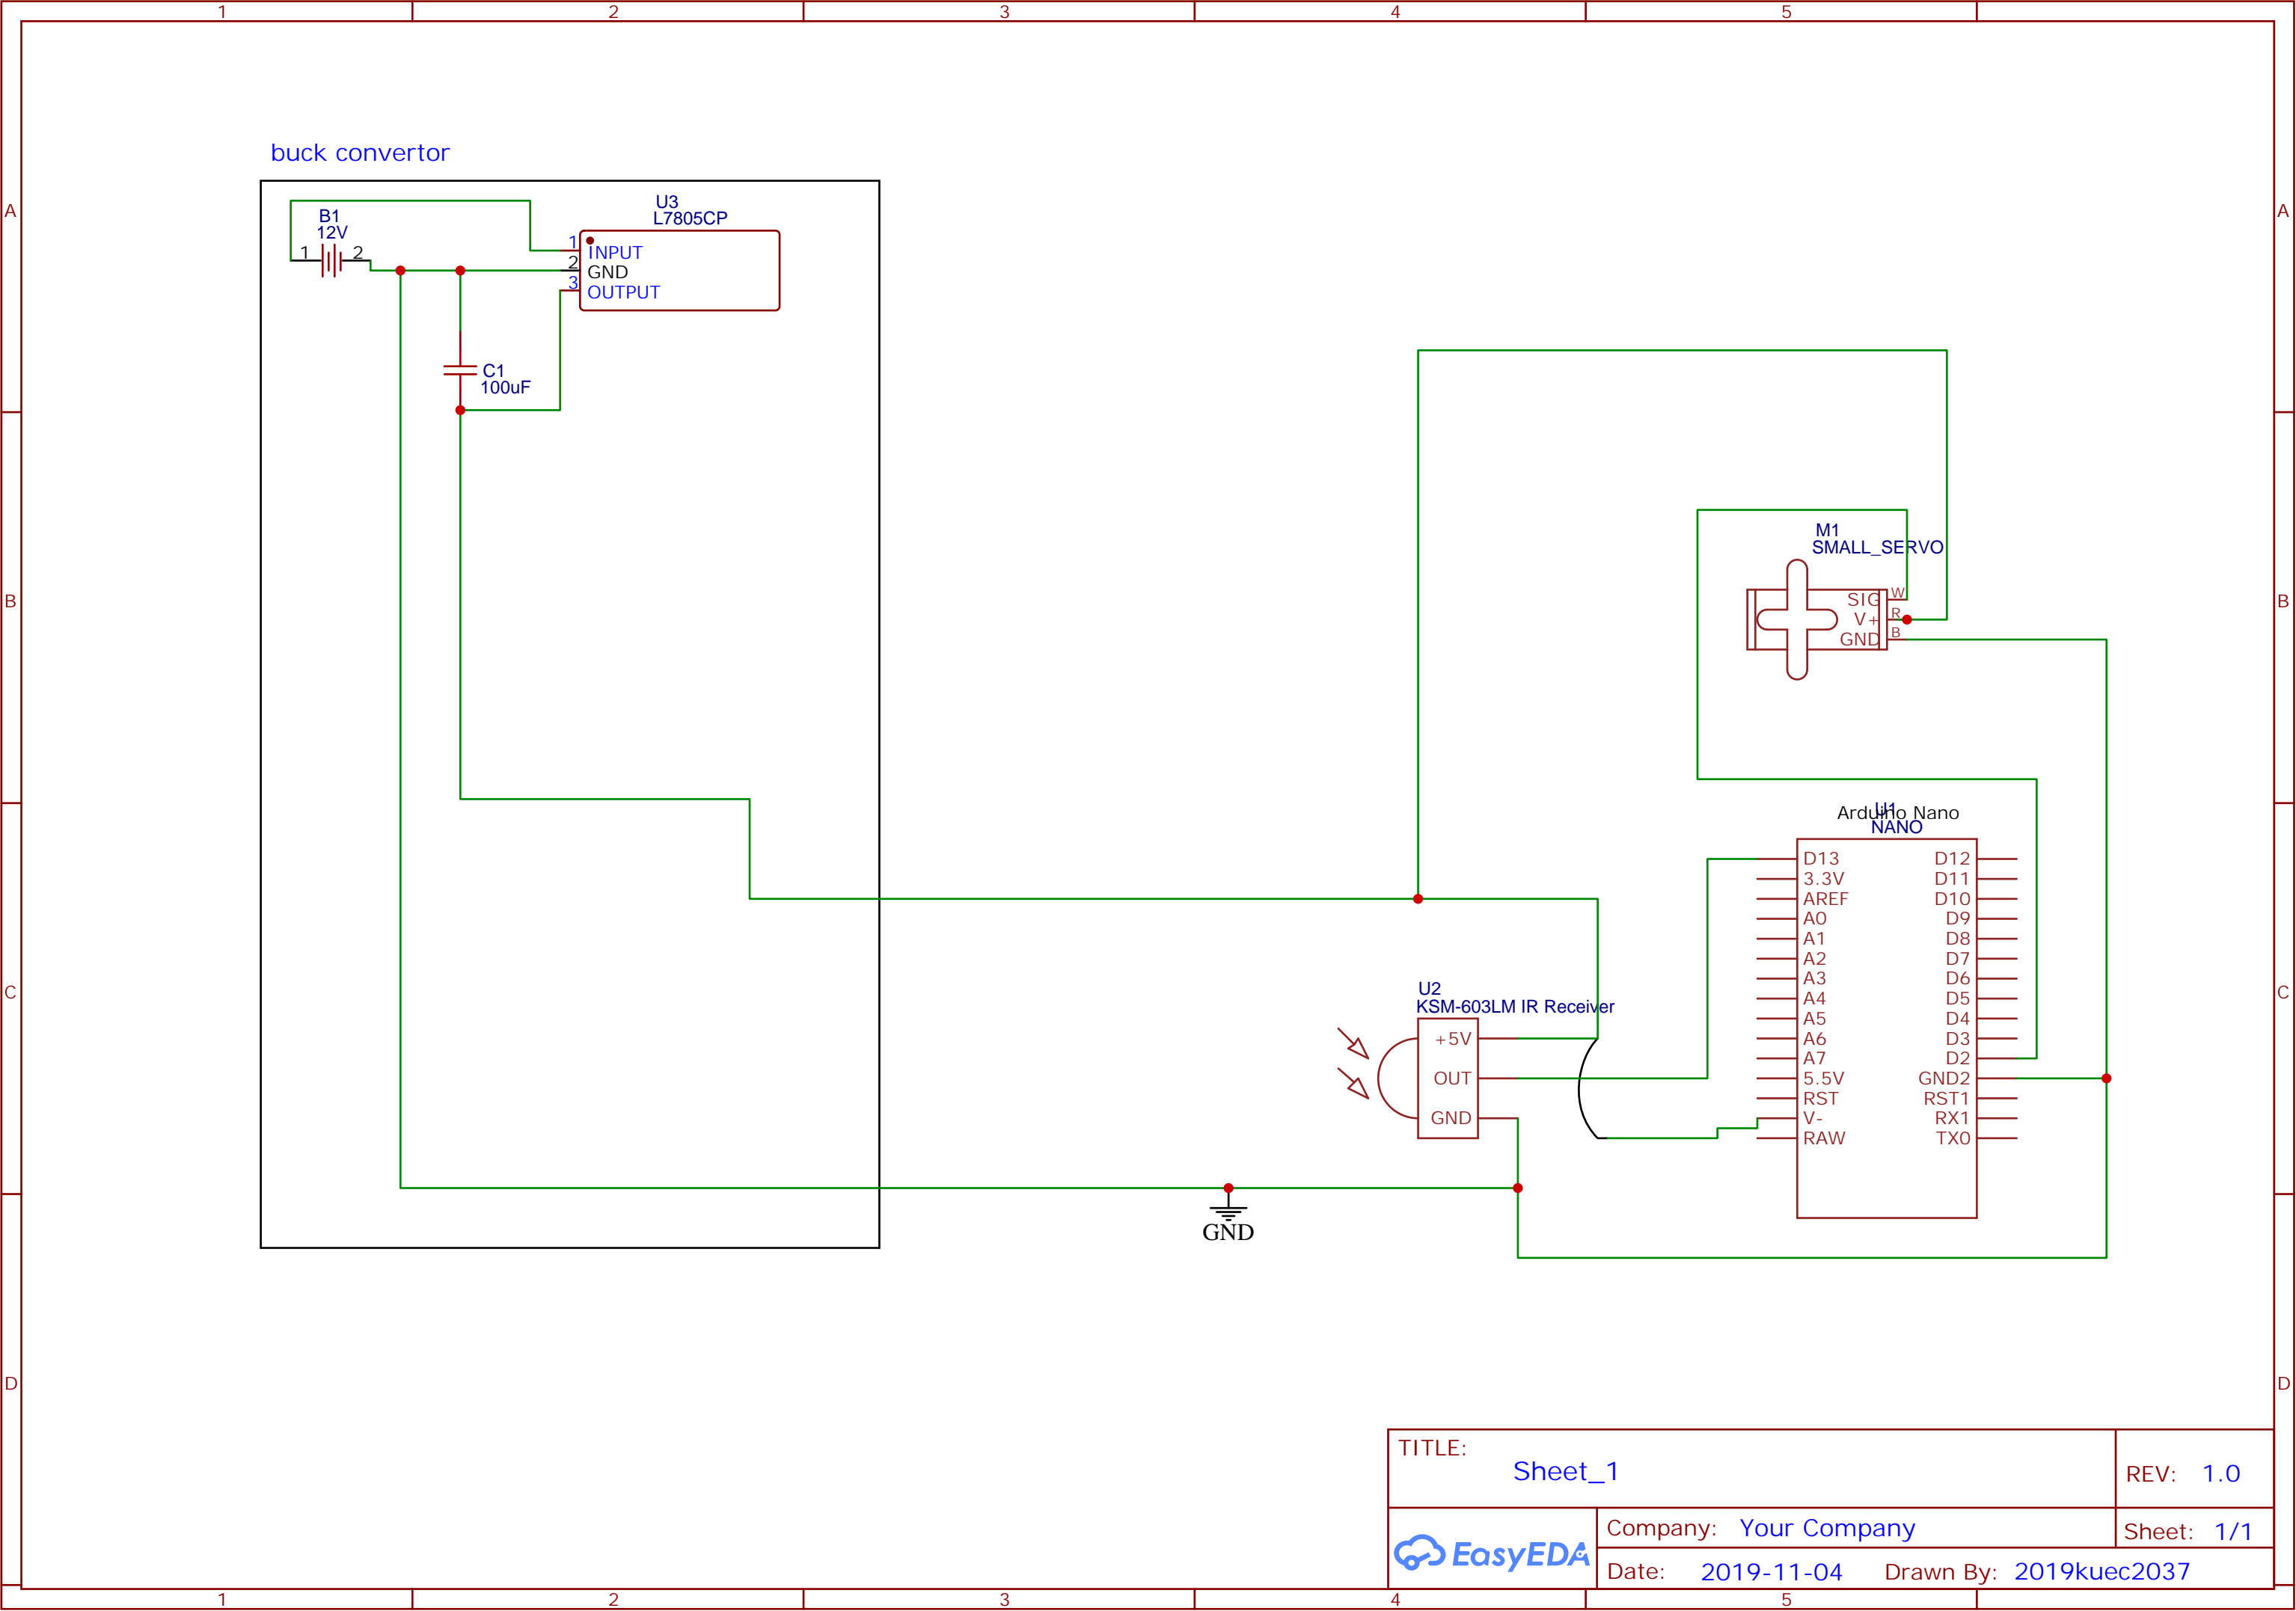 1 2 3 4 5
A A
buck convertor
U3
L7805CP
B1
12V
1 2
1
INPUT
2
GND
3
OUTPUT
C1
100uF
M1
SMALL_SERVO
B B
SIG W
V+ R
GND B
U1
Arduino Nano
NANO
D13 D12
3.3V D11
AREF D10
A0 D9
A1 D8
A2 D7
A3 D6
A4 D5
A5 D4
A6 D3
A7 D2
5.5V GND2
RST RST1
V- RX1
RAW TX0
C C
U2
KSM-603LM IR Receiver
+5V
OUT
GND
GND
D D
TITLE:
Sheet_1
REV: 1.0
EasyEDA
Company: Your Company
Sheet: 1/1
Date: 2019-11-04 Drawn By: 2019kuec2037
1 2 3 4 5